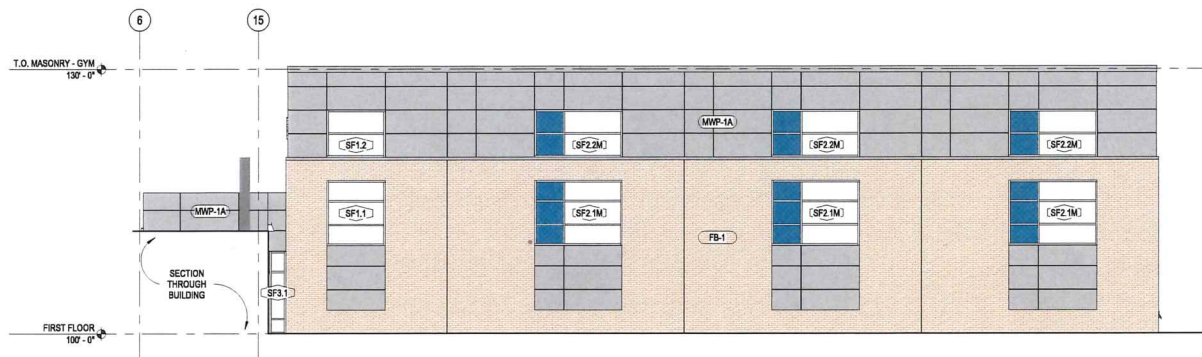 6
15
T.O. MASONRY - GYM
130' - 0"
MWP-1A
SF1.2
SF2.2M
SF2.2M
SF2.2M
MWP-1A
SF1.1
SF2.1M
SF2.1M
SF2.1M
FB-1
SECTION
THROUGH
BUILDING
SF3.1
FIRST FLOOR
100' - 0"